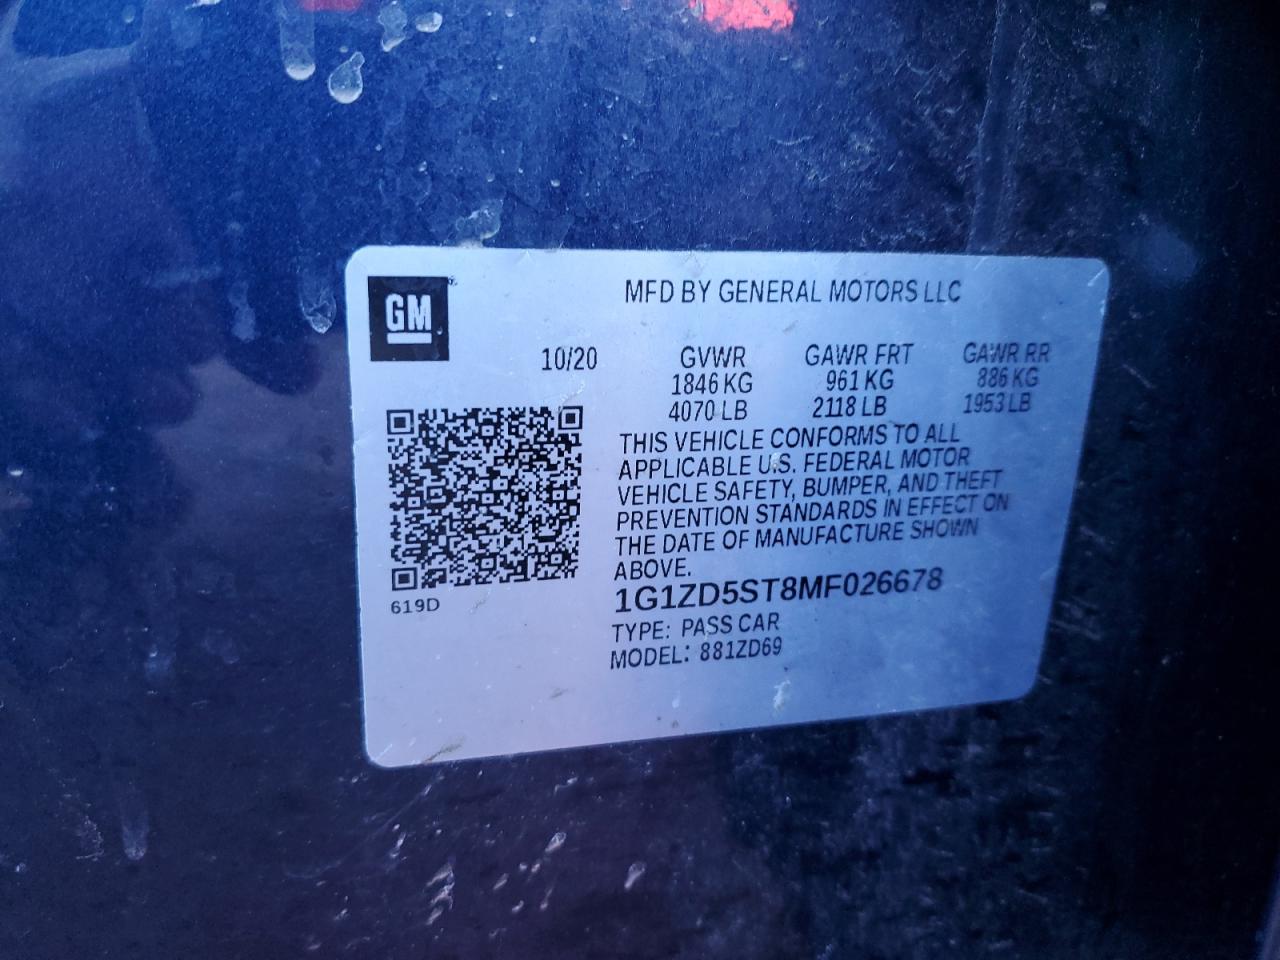 GM
MFD BY GENERAL MOTORS LLC
10/20 GVWR GAWR FRT GAWR RR
1846 KG 961 KG 886 KG
4070 LB 2118 LB 1953 LB
THIS VEHICLE CONFORMS TO ALL
APPLICABLE U.S. FEDERAL MOTOR
VEHICLE SAFETY, BUMPER, AND THEFT
PREVENTION STANDARDS IN EFFECT ON
THE DATE OF MANUFACTURE SHOWN
ABOVE.
1G1ZD5ST8MF026678
619D
TYPE: PASS CAR
MODEL: 881ZD69